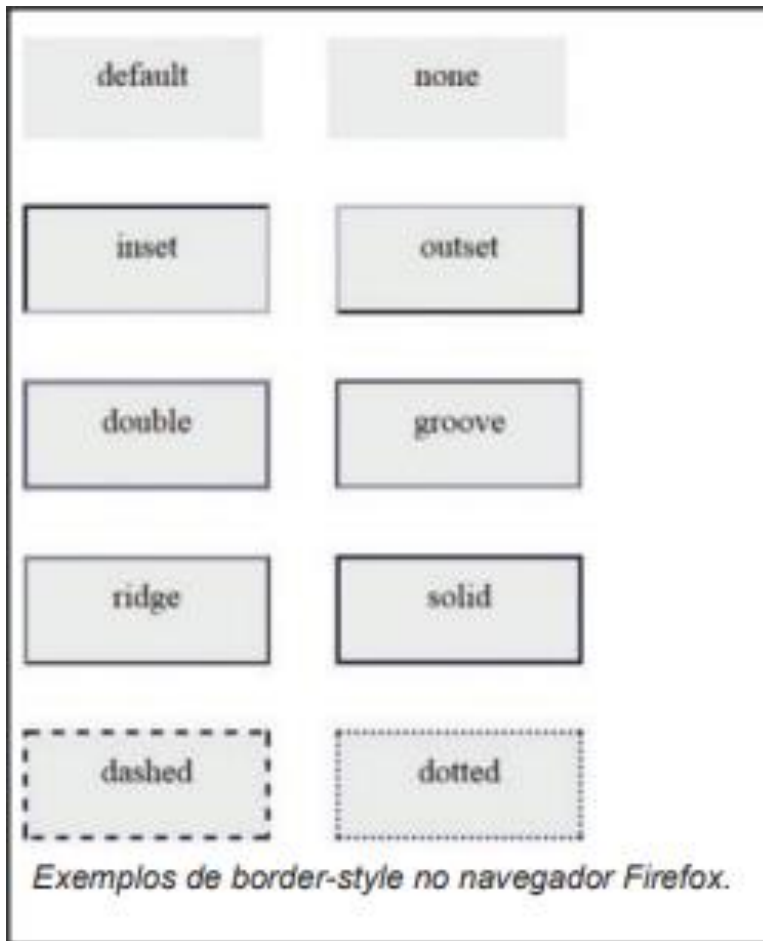 default none
inset outset
double groove
ridge solid
dashed dotted
Exemplos de border-style no navegador Firefox.